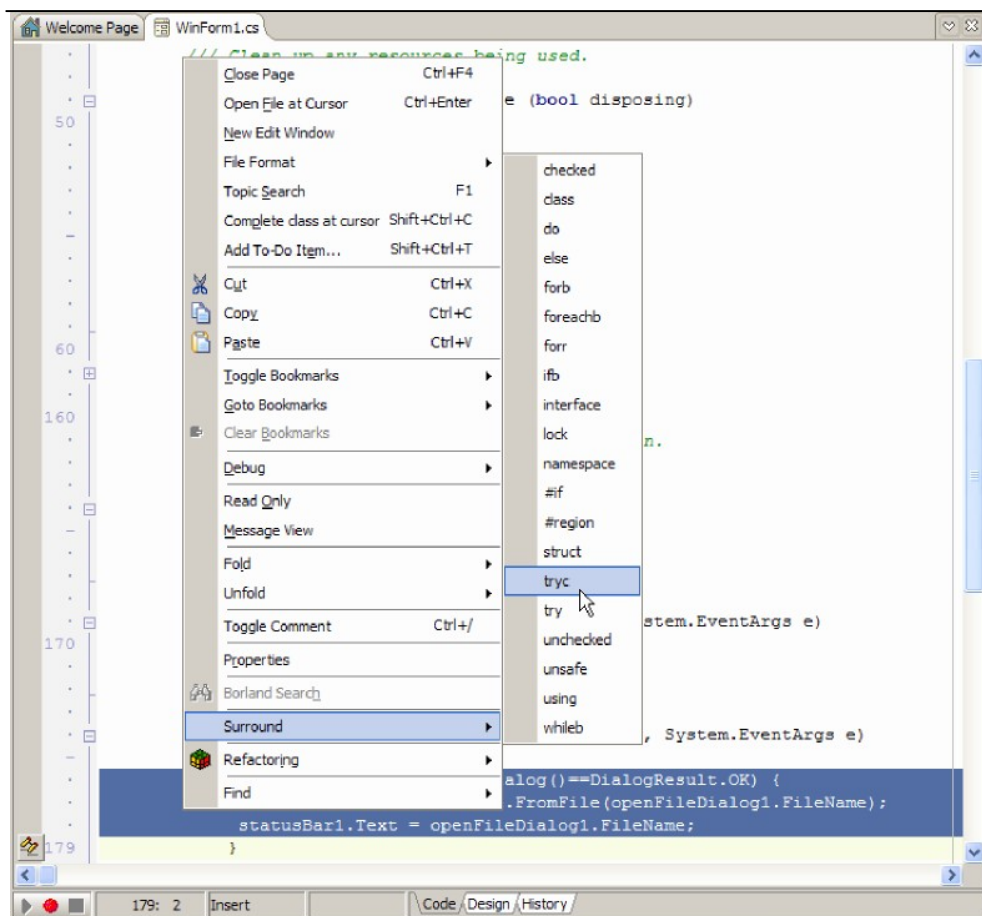 Welcome Page WinForm1.cs
/// Clean up any resources being used.
Close Page Ctrl+F4
Open File at Cursor Ctrl+Enter
e (bool disposing)
50
New Edit Window
File Format
Topic Search F1
Complete class at cursor Shift+Ctrl+C
Add To-Do Item... Shift+Ctrl+T
Cut Ctrl+X
Copy Ctrl+C
Paste Ctrl+V
60
Toggle Bookmarks
Goto Bookmarks
160
Clear Bookmarks
n.
Debug
Read Only
Message View
Fold
Unfold
Toggle Comment Ctrl+/
170
Properties
Borland Search
Surround
Refactoring
Find
checked
class
do
else
forb
foreachb
forr
ifb
interface
lock
namespace
#if
#region
struct
tryc
try
unchecked
unsafe
using
whileb
stem.EventArgs e)
, System.EventArgs e)
alog()==DialogResult.OK) {
.FromFile(openFileDialog1.FileName);
statusBar1.Text = openFileDialog1.FileName;
179 }
179: 2 Insert Code Design History